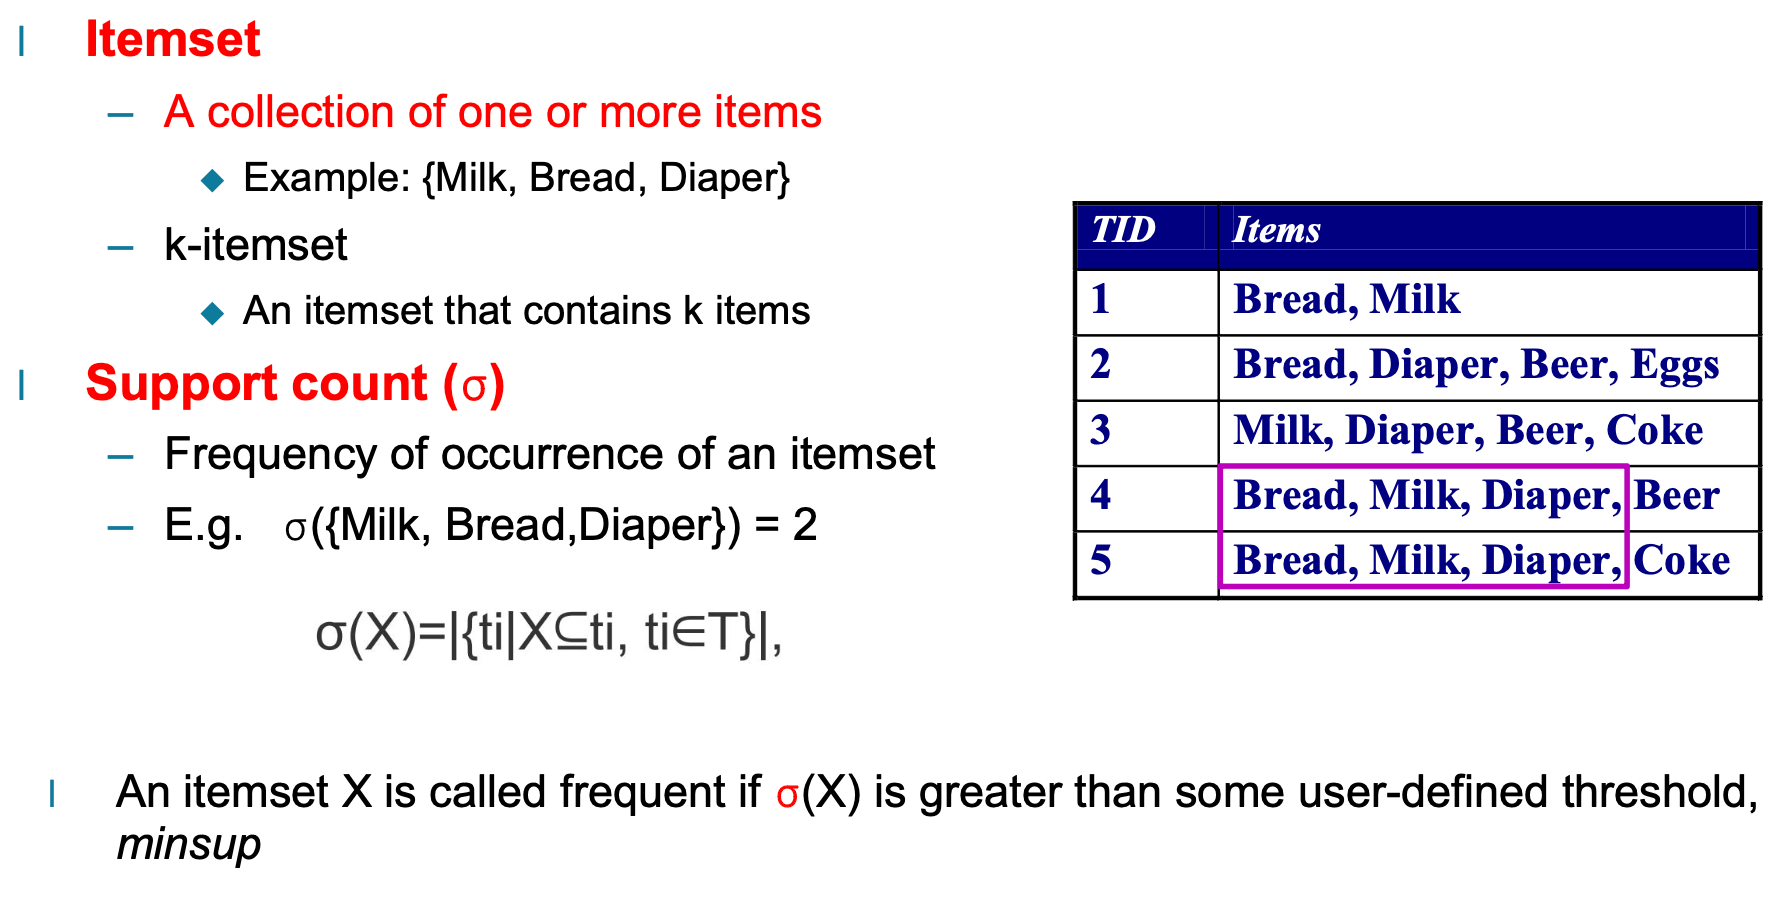 Itemset
– A collection of one or more items
◆ Example: {Milk, Bread, Diaper}
– k-itemset
◆ An itemset that contains k items
Support count (σ)
– Frequency of occurrence of an itemset
– E.g. σ({Milk, Bread,Diaper}) = 2
σ(X)=|{ti|X⊆ti, ti∈T}|,
An itemset X is called frequent if σ(X) is greater than some user-defined threshold,
minsup
TID Items
1 Bread, Milk
2 Bread, Diaper, Beer, Eggs
3 Milk, Diaper, Beer, Coke
4 Bread, Milk, Diaper, Beer
5 Bread, Milk, Diaper, Coke